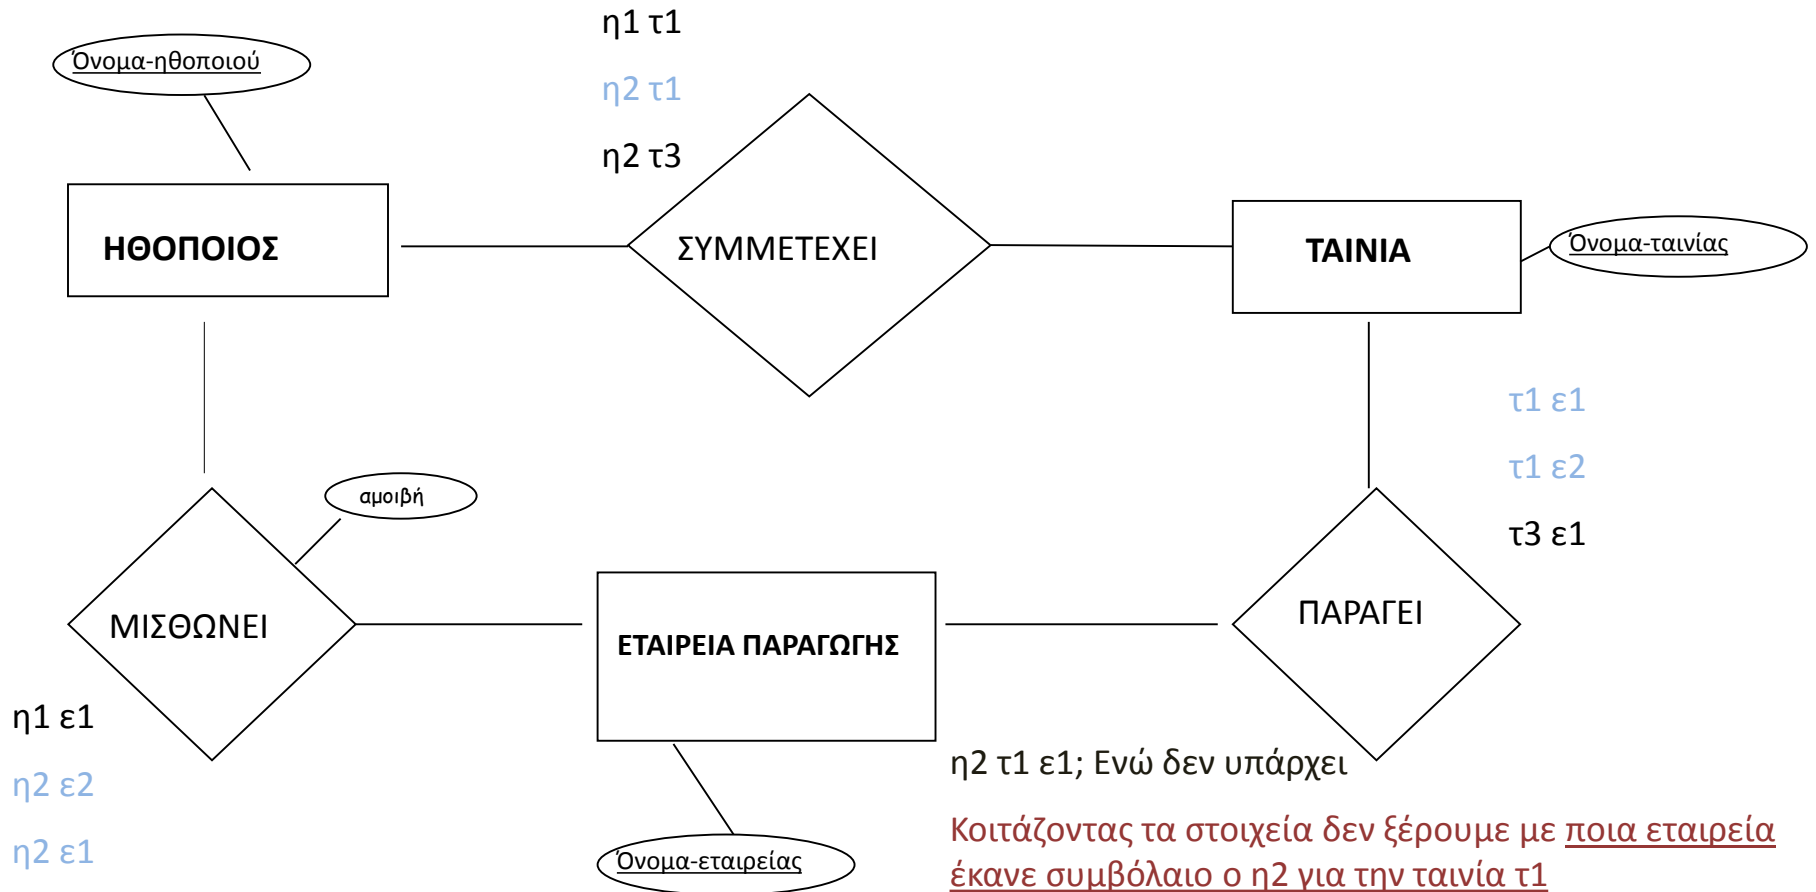 η1 τ1
Όνομα-ηθοποιού
η2 τ1
η2 τ3
ΗΘΟΠΟΙΟΣ
ΣΥΜΜΕΤΕΧΕΙ
ΤΑΙΝΙΑ
Όνομα-ταινίας
τ1 ε1
τ1 ε2
τ3 ε1
αμοιβή
ΜΙΣΘΩΝΕΙ
ΕΤΑΙΡΕΙΑ ΠΑΡΑΓΩΓΗΣ
ΠΑΡΑΓΕΙ
η1 ε1
η2 ε2
η2 ε1
Όνομα-εταιρείας
η2 τ1 ε1; Ενώ δεν υπάρχει
Κοιτάζοντας τα στοιχεία δεν ξέρουμε με ποια εταιρεία
έκανε συμβόλαιο ο η2 για την ταινία τ1